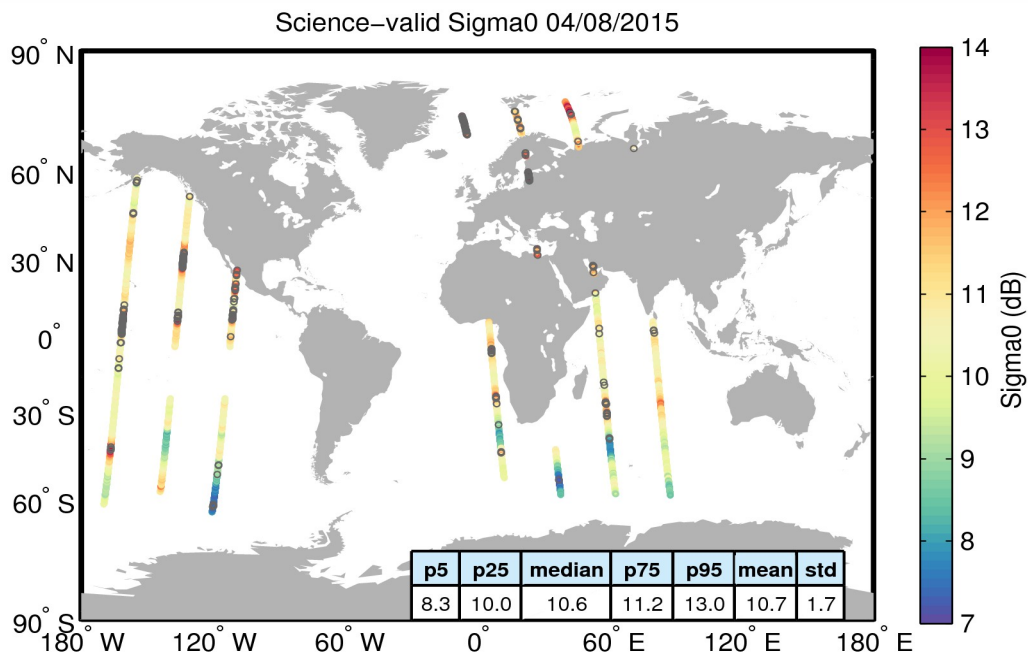 Science−valid Sigma0 04/08/2015
90° N
60° N
30° N
0°
30° S
60° S
90° S
180° W
120° W
60° W
0°
60° E
120° E
180° E
p5 p25 median p75 p95 mean std
8.3 10.0 10.6 11.2 13.0 10.7 1.7
14
13
12
11
10
9
8
7
Sigma0 (dB)